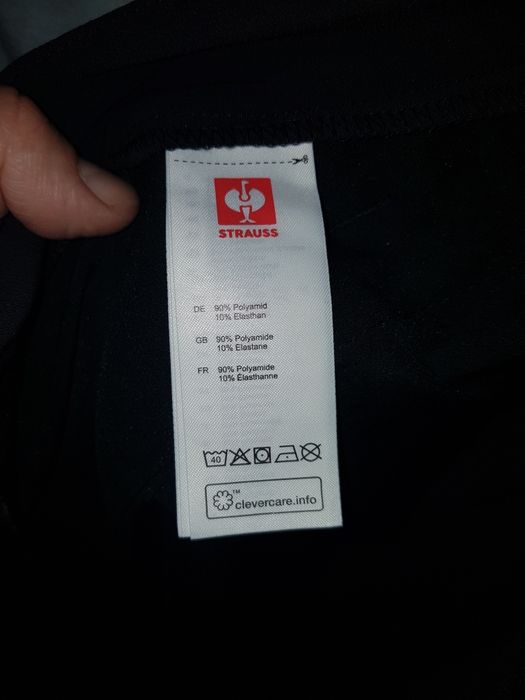 STRAUSS
DE 90% Polyamid
10% Elasthan
GB 90% Polyamide
10% Elastane
FR 90% Polyamide
10% Élasthanne
40
™
clevercare.info